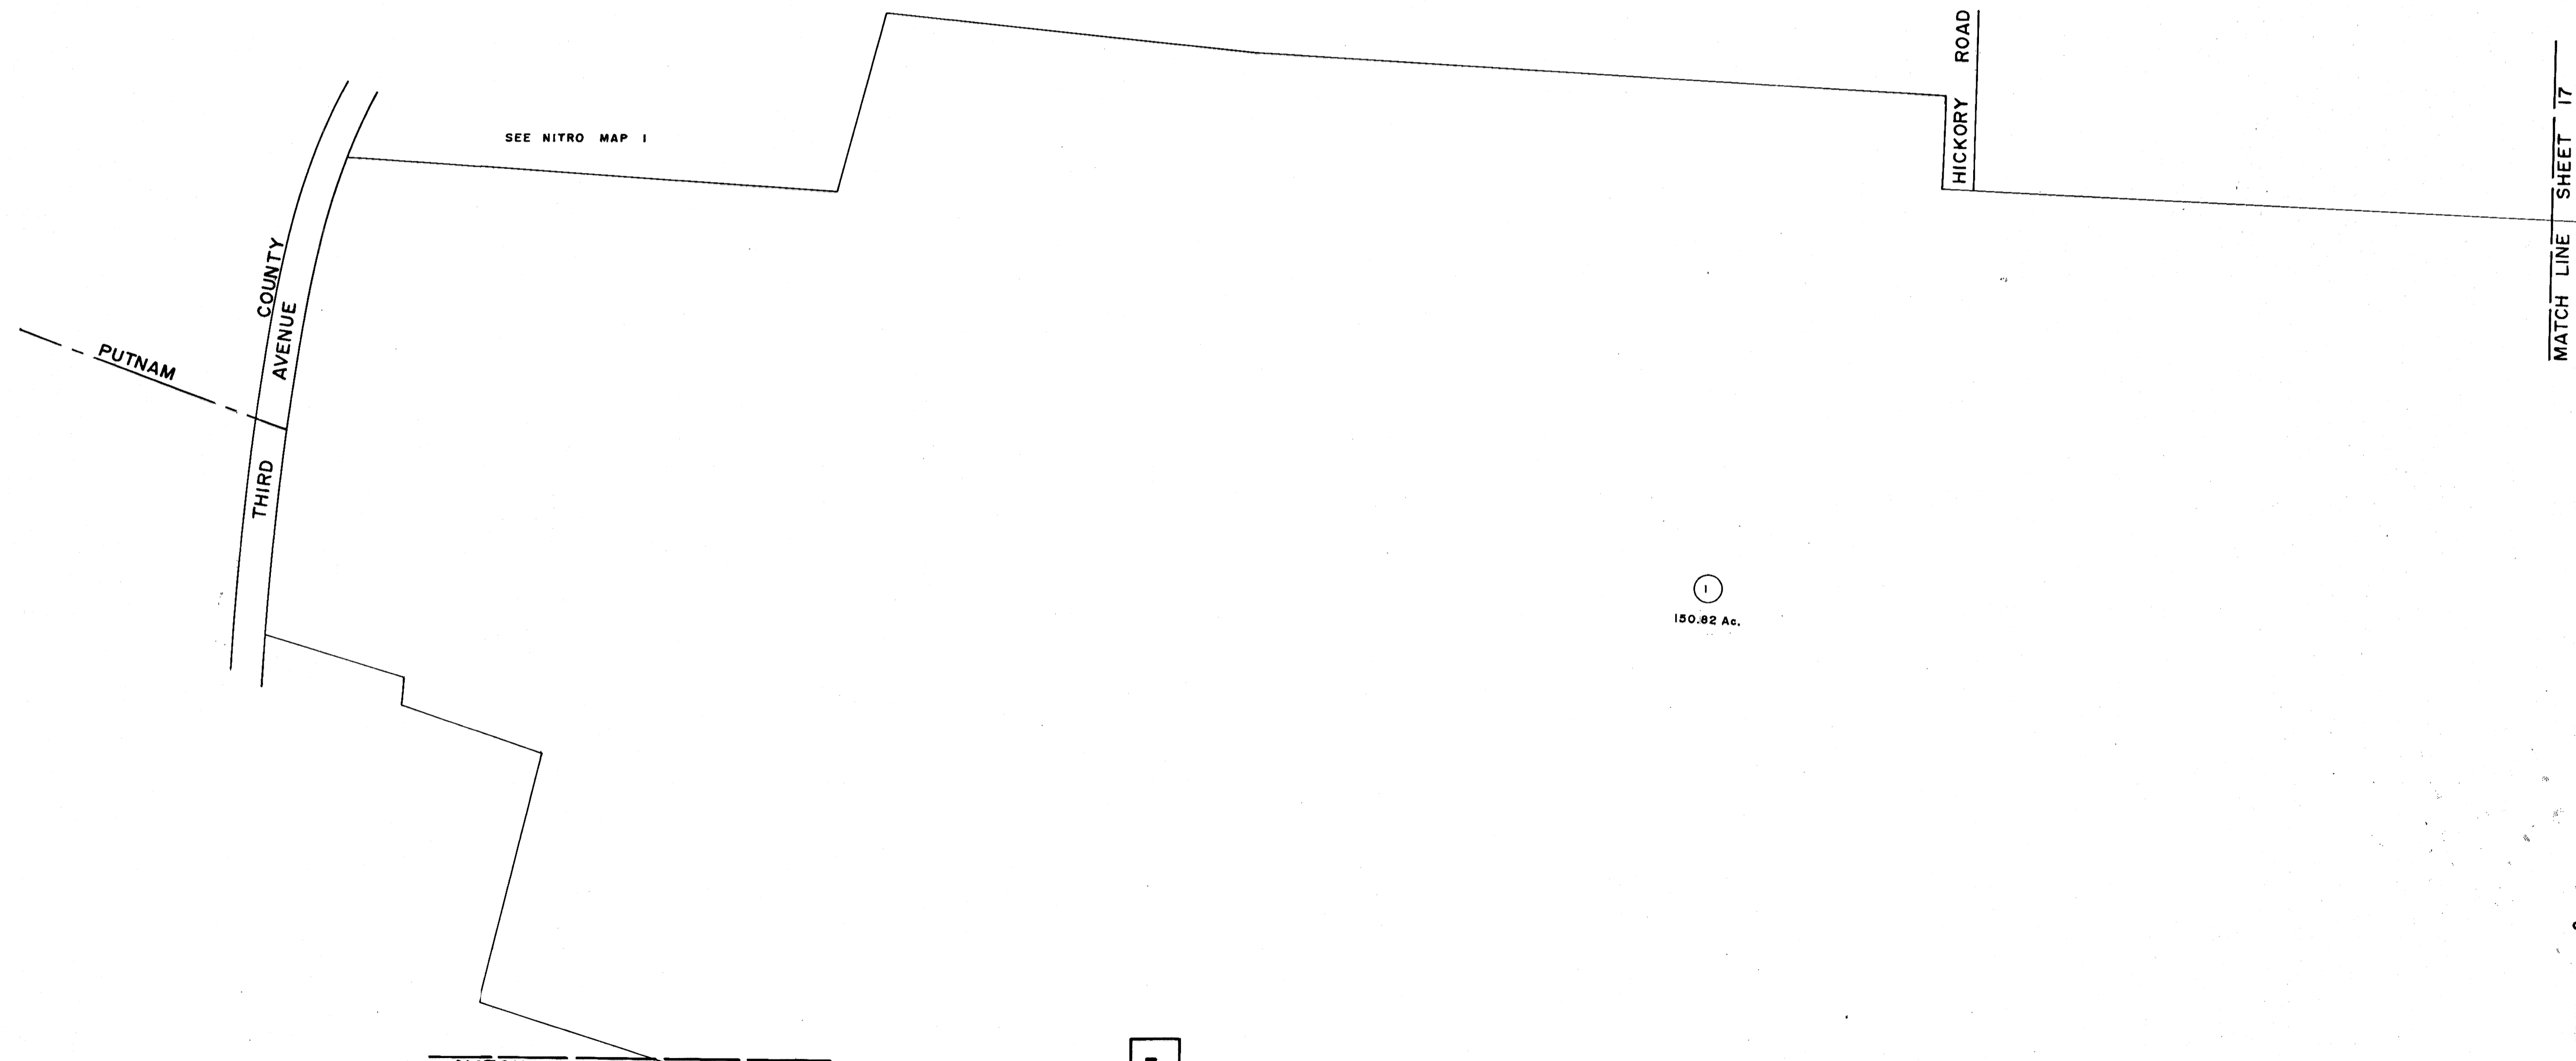 HICKORY ROAD
SEE NITRO MAP 1
MATCH LINE SHEET 17
COUNTY
PUTNAM
THIRD AVENUE
1
150.82 Ac.